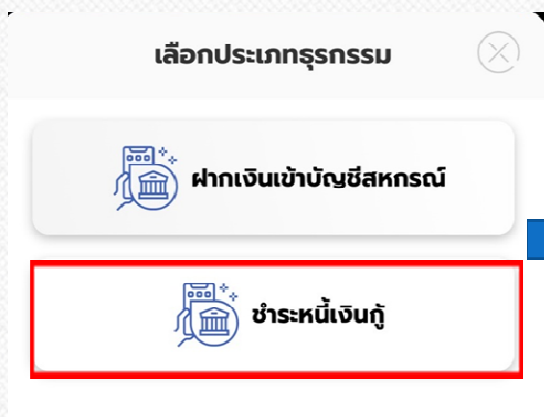 เลือกประเภทธุรกรรม
ฝากเงินเข้าบัญชีสหกรณ์
ชำระหนี้เงินกู้